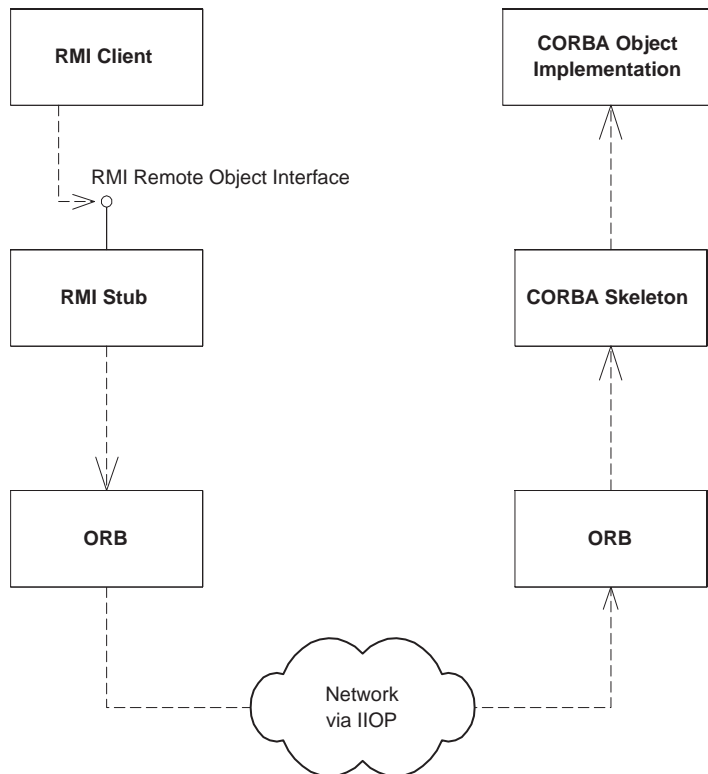 RMI Client
CORBA Object
Implementation
RMI Remote Object Interface
RMI Stub
CORBA Skeleton
ORB
ORB
Network
via IIOP